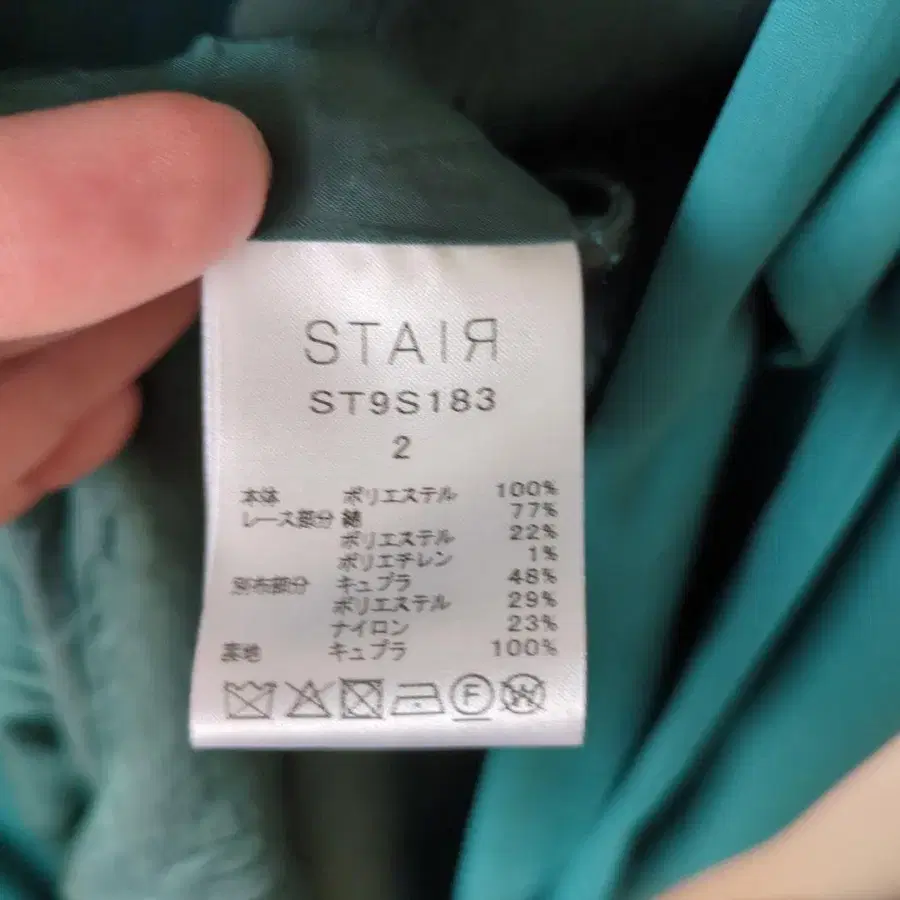 STAIR
ST9S183
2
本体 ポリエステル 100%
レース部分 綿 77%
ポリエステル 22%
ポリエチレン 1%
別布部分 キュプラ 48%
ポリエステル 29%
ナイロン 23%
裏地 キュプラ 100%
F W